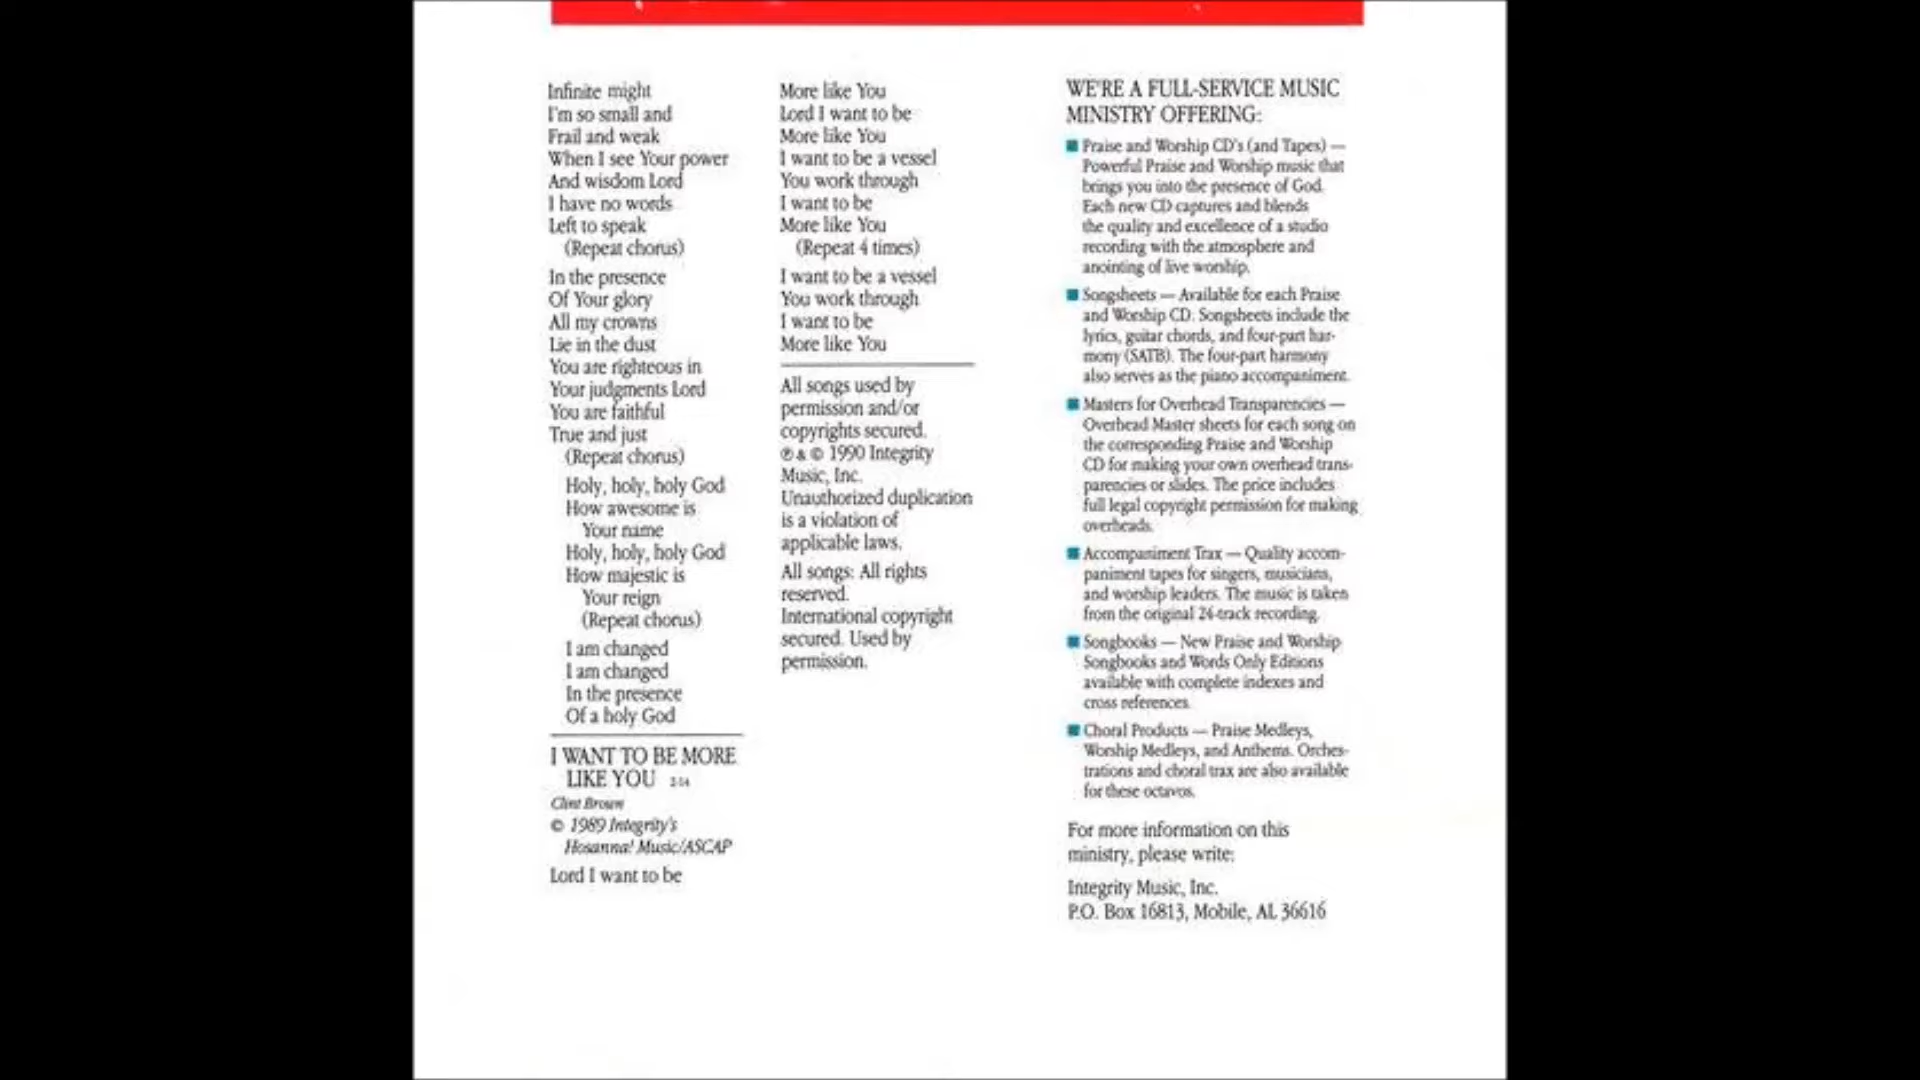 Infinite might
I'm so small and
Frail and weak
When I see Your power
And wisdom Lord
I have no words
Left to speak
(Repeat chorus)
In the presence
Of Your glory
All my crowns
Lie in the dust
You are righteous in
Your judgments Lord
You are faithful
True and just
(Repeat chorus)
Holy, holy, holy God
How awesome is
Your name
Holy, holy, holy God
How majestic is
Your reign
(Repeat chorus)
I am changed
I am changed
In the presence
Of a holy God
I WANT TO BE MORE
LIKE YOU 2:14
Clint Brown
© 1989 Integrity's
Hosanna! Music/ASCAP
Lord I want to be
More like You
Lord I want to be
More like You
I want to be a vessel
You work through
I want to be
More like You
(Repeat 4 times)
I want to be a vessel
You work through
I want to be
More like You
All songs used by
permission and/or
copyrights secured.
℗ & © 1990 Integrity
Music, Inc.
Unauthorized duplication
is a violation of
applicable laws.
All songs: All rights
reserved.
International copyright
secured. Used by
permission.
WE'RE A FULL-SERVICE MUSIC
MINISTRY OFFERING:
■ Praise and Worship CD's (and Tapes) —
Powerful Praise and Worship music that
brings you into the presence of God.
Each new CD captures and blends
the quality and excellence of a studio
recording with the atmosphere and
anointing of live worship.
■ Songsheets — Available for each Praise
and Worship CD. Songsheets include the
lyrics, guitar chords, and four-part har-
mony (SATB). The four-part harmony
also serves as the piano accompaniment.
■ Masters for Overhead Transparencies —
Overhead Master sheets for each song on
the corresponding Praise and Worship
CD for making your own overhead trans-
parencies or slides. The price includes
full legal copyright permission for making
overheads.
■ Accompaniment Trax — Quality accom-
paniment tapes for singers, musicians,
and worship leaders. The music is taken
from the original 24-track recording.
■ Songbooks — New Praise and Worship
Songbooks and Words Only Editions
available with complete indexes and
cross references.
■ Choral Products — Praise Medleys,
Worship Medleys, and Anthems. Orches-
trations and choral trax are also available
for these octavos.
For more information on this
ministry, please write:
Integrity Music, Inc.
P.O. Box 16813, Mobile, AL 36616